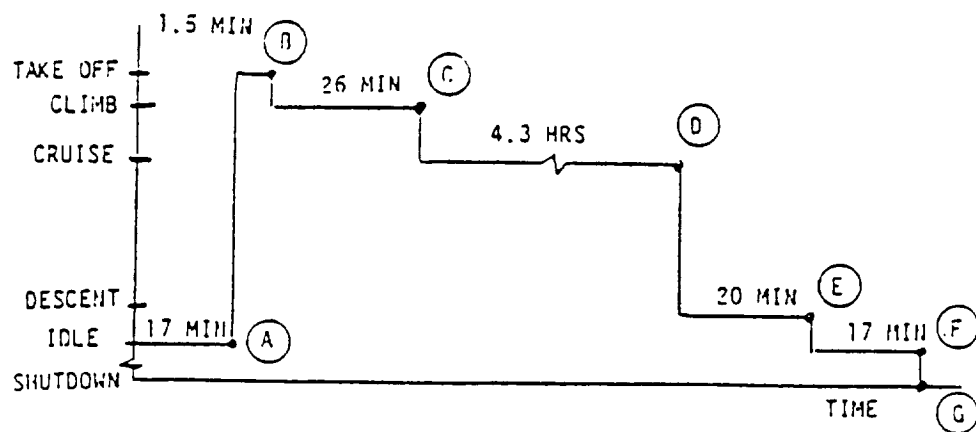 1.5 MIN
B
TAKE OFF
26 MIN
C
CLIMB
4.3 HRS
D
CRUISE
DESCENT
20 MIN
E
IDLE
17 MIN
A
17 MIN
F
SHUTDOWN
TIME
G